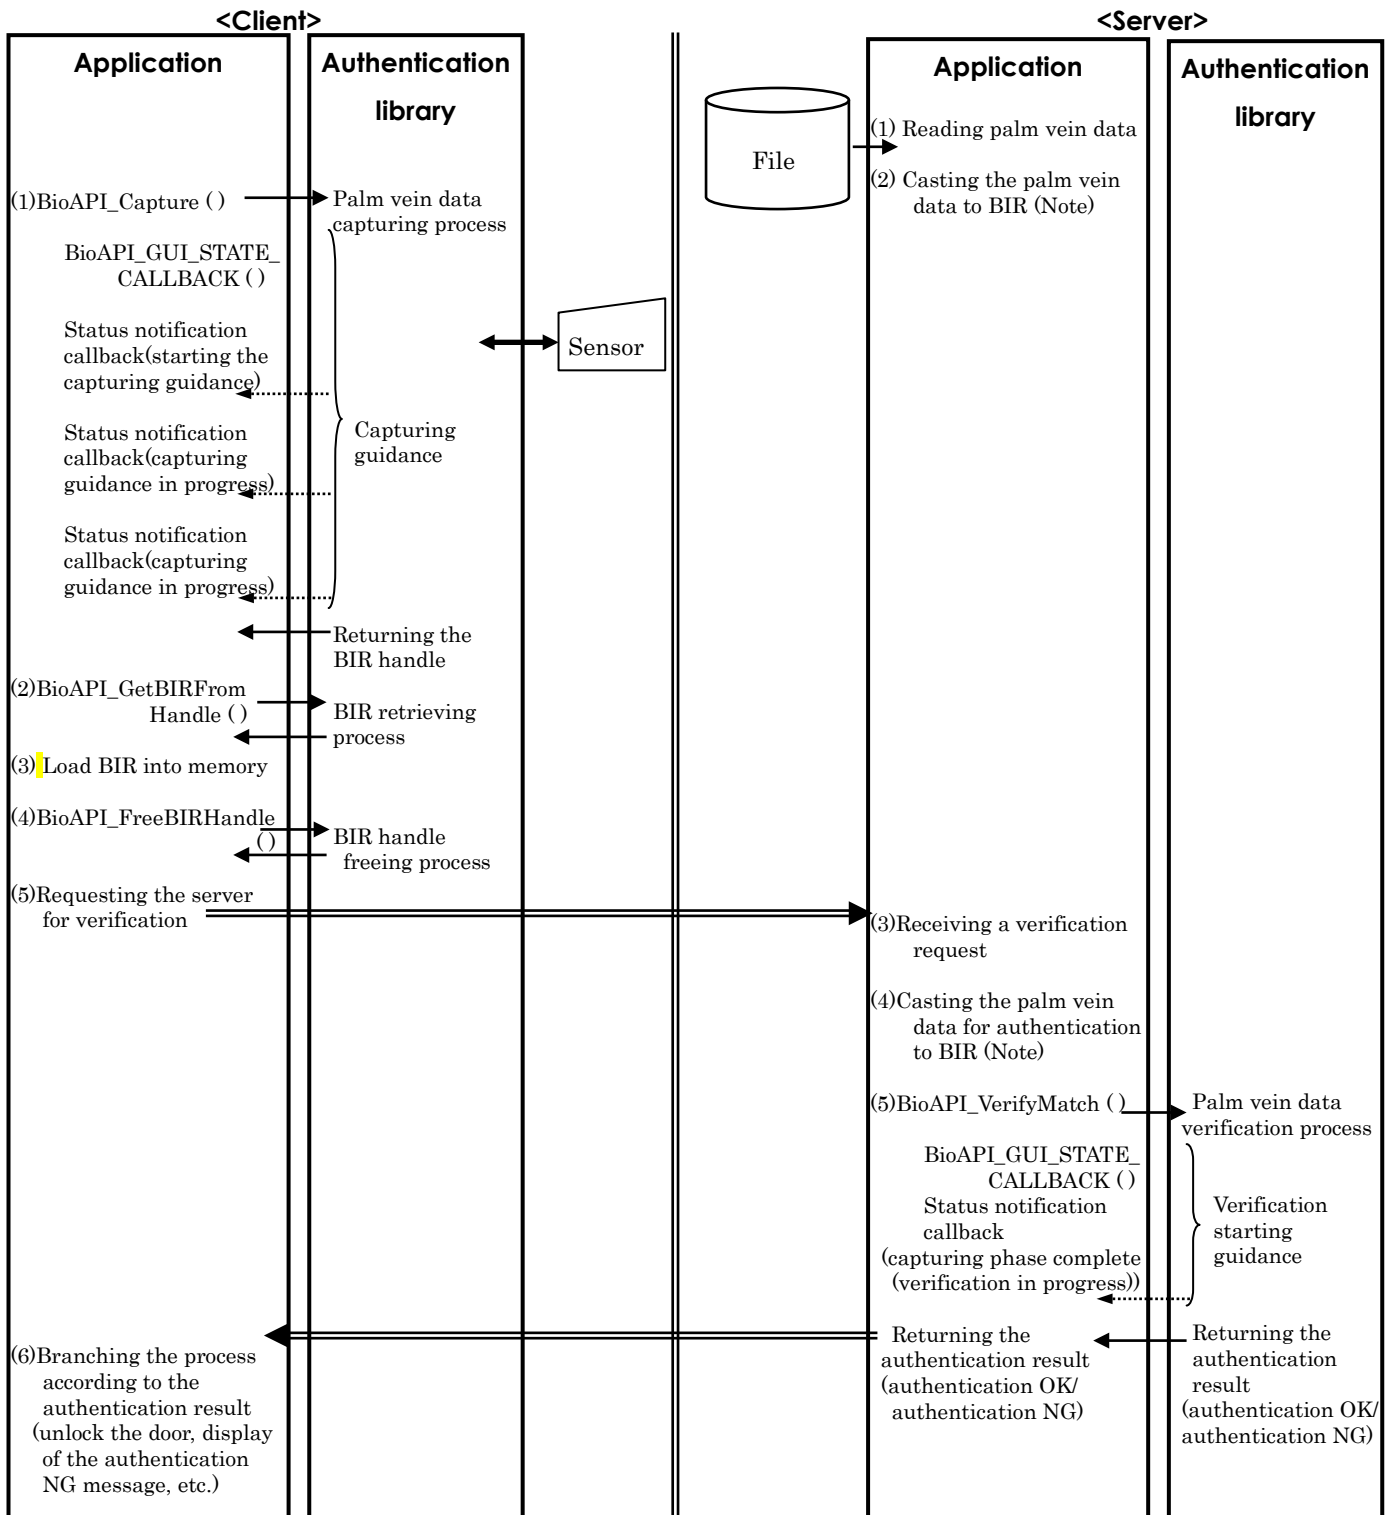 <Client>
Application
Authentication
library
(1)BioAPI_Capture ( )
Palm vein data
capturing process
BioAPI_GUI_STATE_
CALLBACK ( )
Status notification
callback(starting the
capturing guidance)
Status notification
callback(capturing
guidance in progress)
Status notification
callback(capturing
guidance in progress)
Capturing
guidance
Sensor
Returning the
BIR handle
(2)BioAPI_GetBIRFrom
Handle ( )
BIR retrieving
process
(3) Load BIR into memory
(4)BioAPI_FreeBIRHandle
( )
BIR handle
freeing process
(5)Requesting the server
for verification
(6)Branching the process
according to the
authentication result
(unlock the door, display
of the authentication
NG message, etc.)
<Server>
Application
Authentication
library
File
(1) Reading palm vein data
(2) Casting the palm vein
data to BIR (Note)
(3)Receiving a verification
request
(4)Casting the palm vein
data for authentication
to BIR (Note)
(5)BioAPI_VerifyMatch ( )
Palm vein data
verification process
BioAPI_GUI_STATE_
CALLBACK ( )
Status notification
callback
(capturing phase complete
(verification in progress))
Verification
starting
guidance
Returning the
authentication result
(authentication OK/
authentication NG)
Returning the
authentication
result
(authentication OK/
authentication NG)